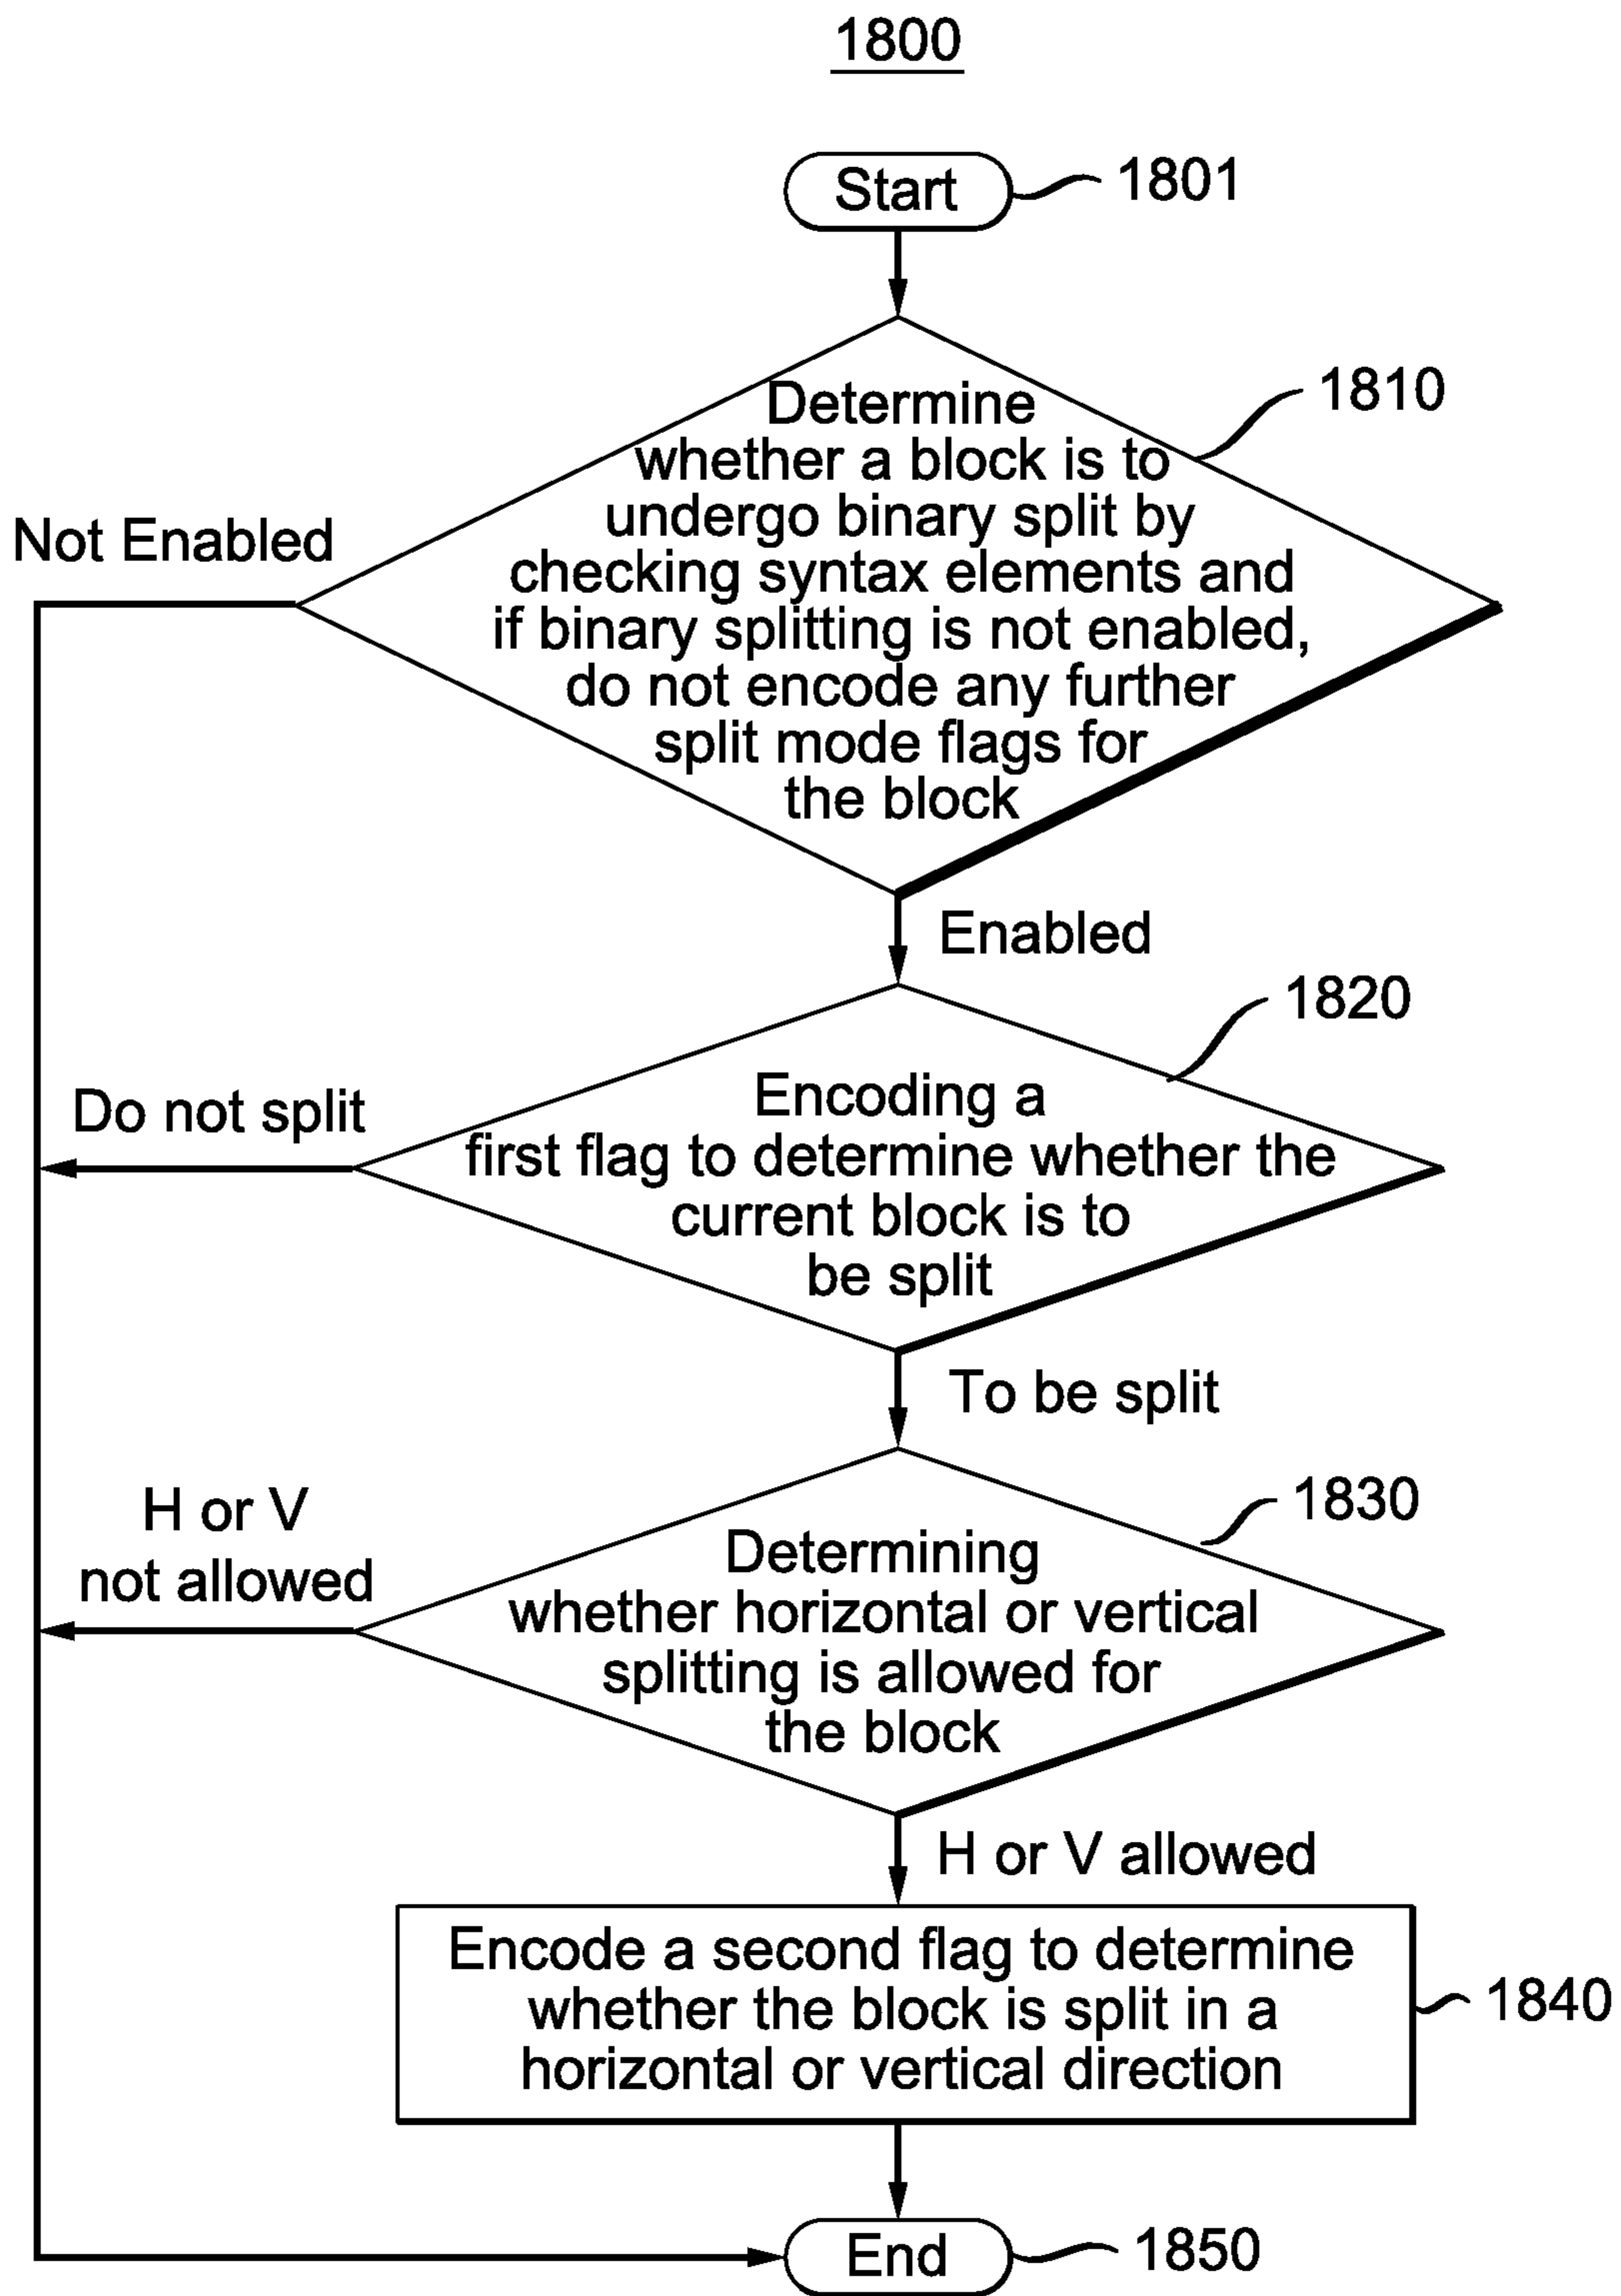 1800
Start
1801
Determine
whether a block is to
undergo binary split by
checking syntax elements and
if binary splitting is not enabled,
do not encode any further
split mode flags for
the block
1810
Not Enabled
Enabled
1820
Encoding a
first flag to determine whether the
current block is to
be split
Do not split
To be split
1830
H or V
not allowed
Determining
whether horizontal or vertical
splitting is allowed for
the block
H or V allowed
Encode a second flag to determine
whether the block is split in a
horizontal or vertical direction
1840
End
1850